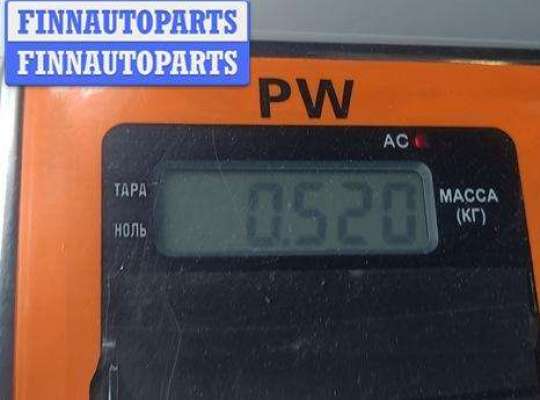 FINNAUTOPARTS
FINNAUTOPARTS
PW
AC
ТАРА
0.520
МАССА
(КГ)
НОЛЬ